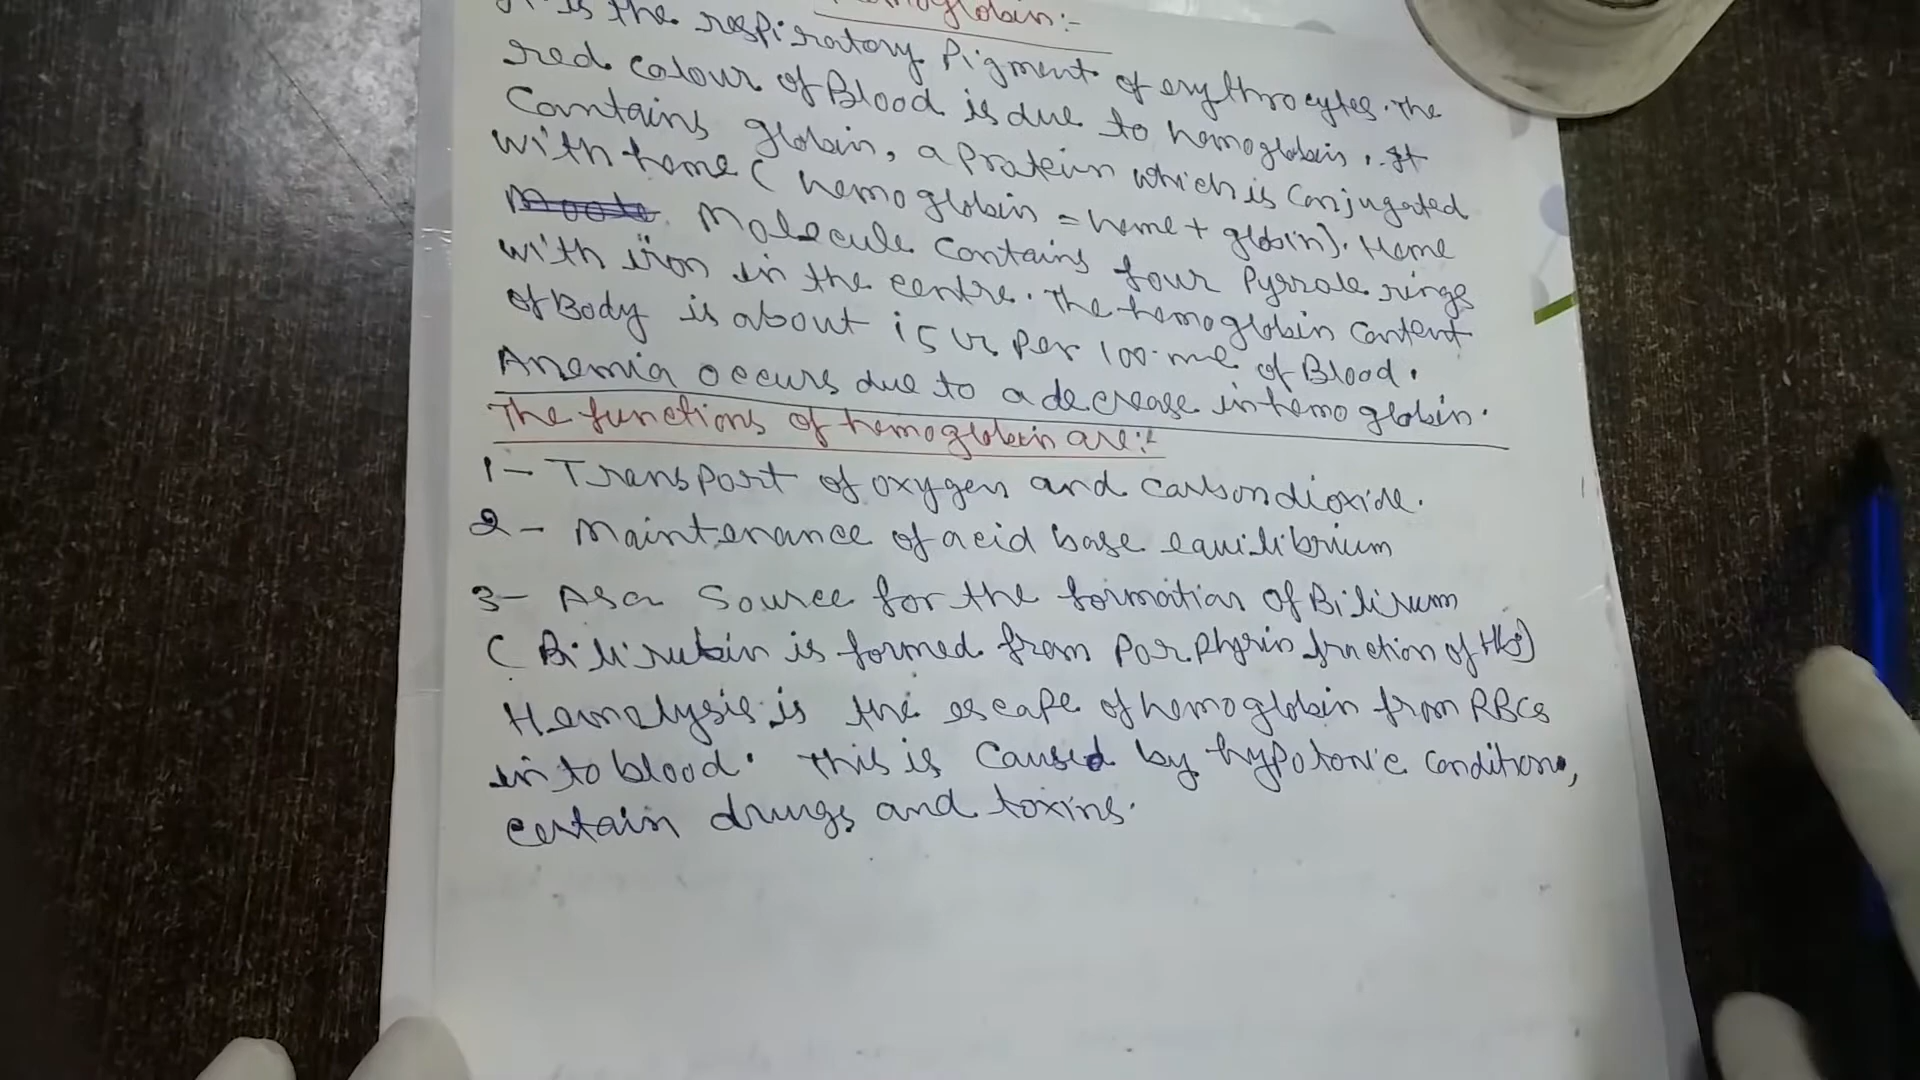 Hemoglobin:-
It is the respiratory Pigment of erythrocytes. The
red colour of Blood is due to hemoglobin. It
Contains globin, a Protein which is Conjugated
with heme (hemoglobin = heme + globin). Heme
Molecule Contains four Pyrrole rings
with iron in the centre. The hemoglobin Content
of Body is about 15 Gr Per 100 ml of Blood.
Anemia occurs due to a decrease in hemoglobin.
The functions of hemoglobin are:-
1- Transport of oxygen and carbondioxide.
2- Maintenance of acid base equilibrium
3- As a Source for the formation of Bilirum
(Bilirubin is formed from Porphyrin fraction of Hb)
Hemolysis is the escape of hemoglobin from RBCs
into blood. This is Caused by hypotonic conditions,
certain drugs and toxins.